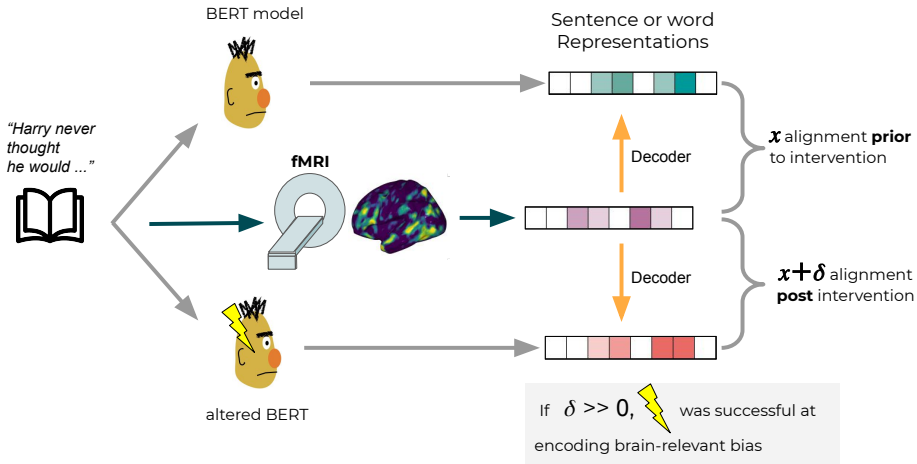 BERT model
Sentence or word
Representations
"Harry never
thought
he would ..."
fMRI
Decoder
x alignment prior
to intervention
Decoder
x+δ alignment
post intervention
altered BERT
If δ >> 0, was successful at
encoding brain-relevant bias